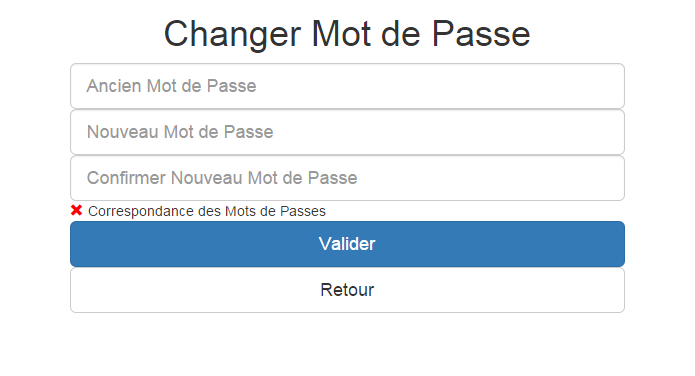 Changer Mot de Passe
Ancien Mot de Passe
Nouveau Mot de Passe
Confirmer Nouveau Mot de Passe
Correspondance des Mots de Passes
Valider
Retour